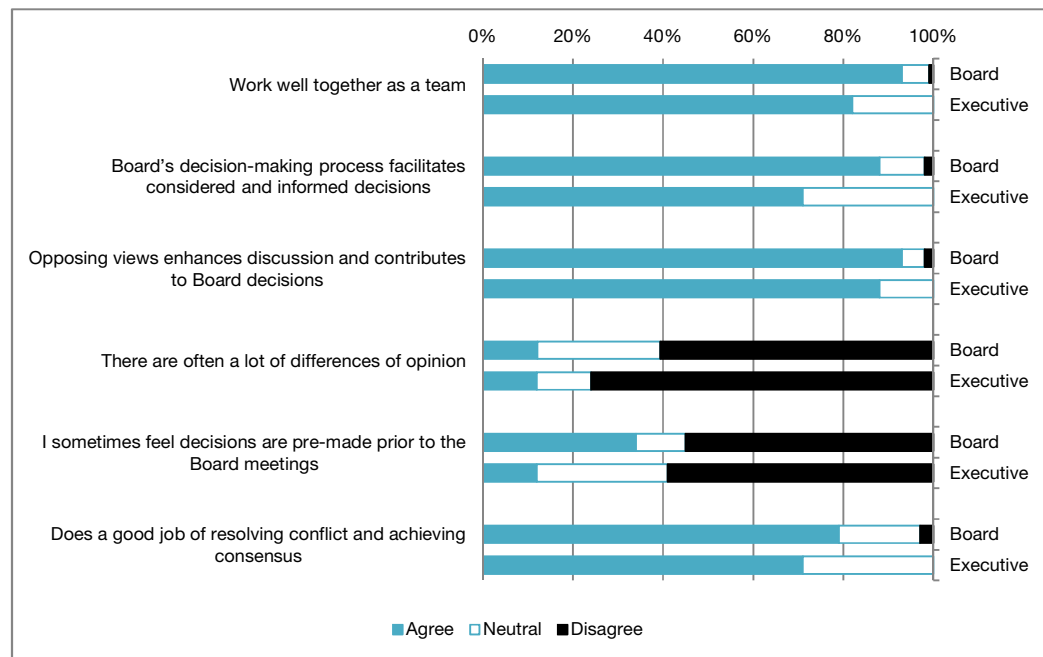 0% 20% 40% 60% 80% 100%
Work well together as a team
Board
Executive
Board's decision-making process facilitates
considered and informed decisions
Board
Executive
Opposing views enhances discussion and contributes
to Board decisions
Board
Executive
There are often a lot of differences of opinion
Board
Executive
I sometimes feel decisions are pre-made prior to the
Board meetings
Board
Executive
Does a good job of resolving conflict and achieving
consensus
Board
Executive
Agree Neutral Disagree